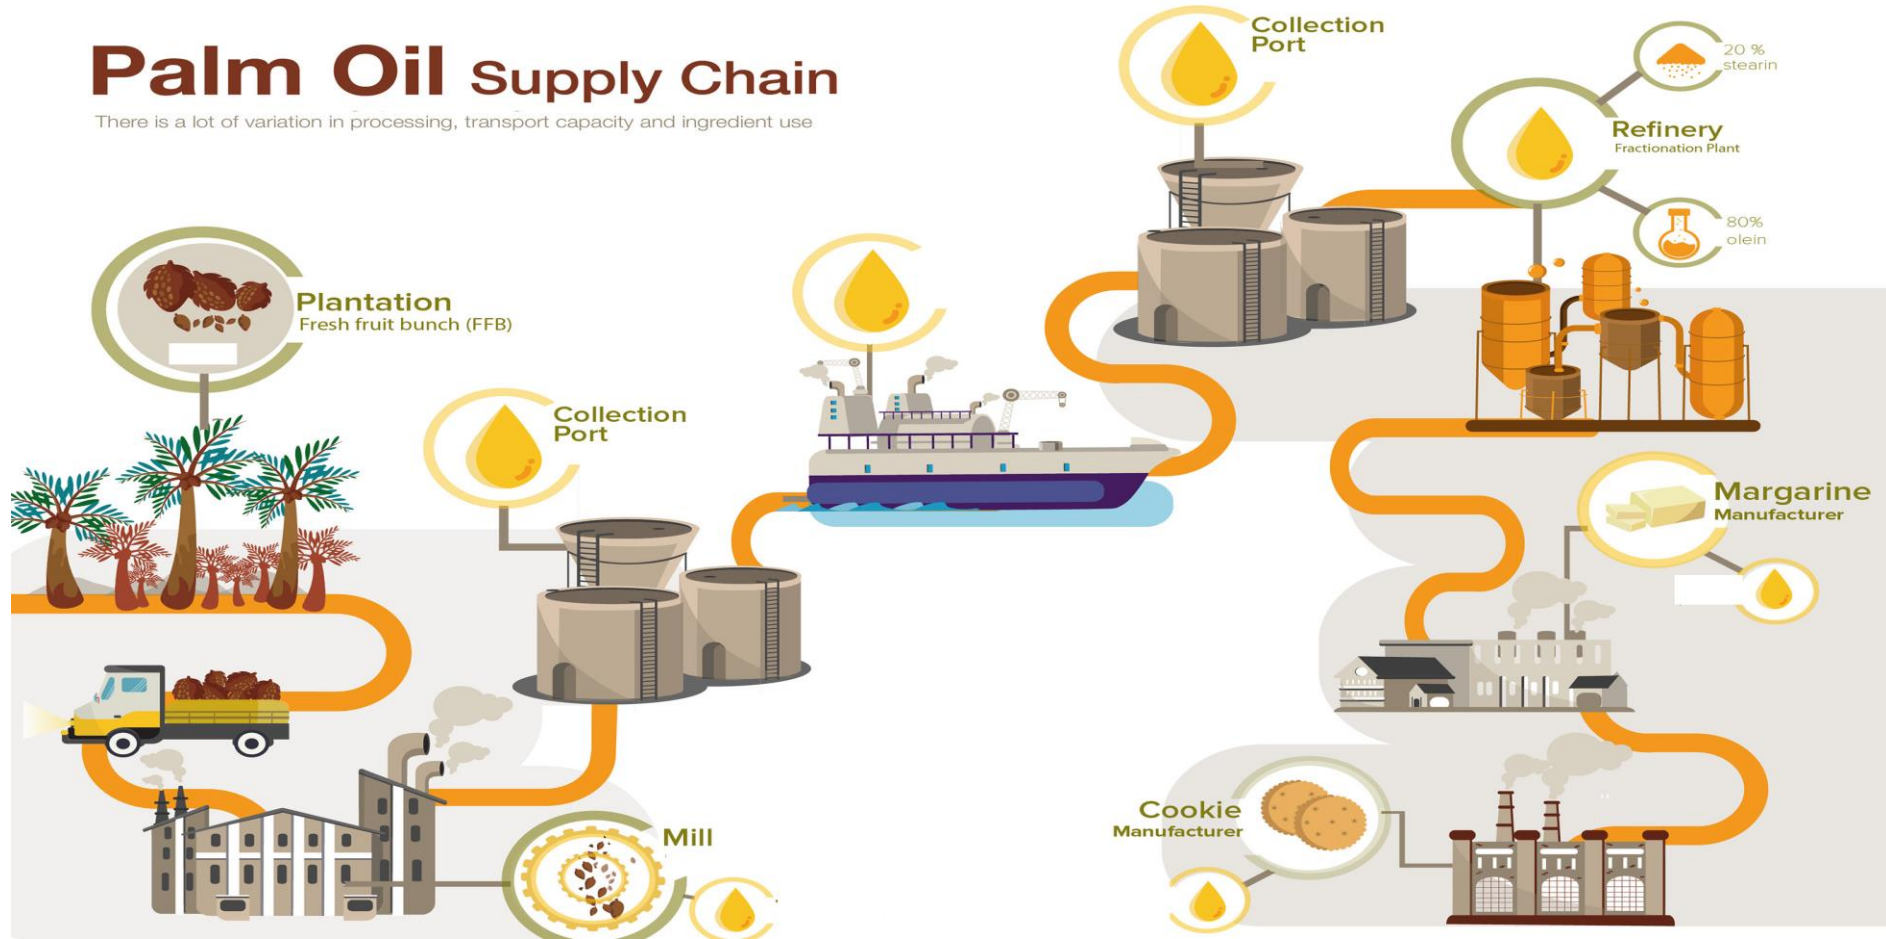 Palm Oil Supply Chain
There is a lot of variation in processing, transport capacity and ingredient use
Plantation
Fresh fruit bunch (FFB)
Collection
Port
Mill
Collection
Port
Refinery
Fractionation Plant
20 %
stearin
80%
olein
Margarine
Manufacturer
Cookie
Manufacturer